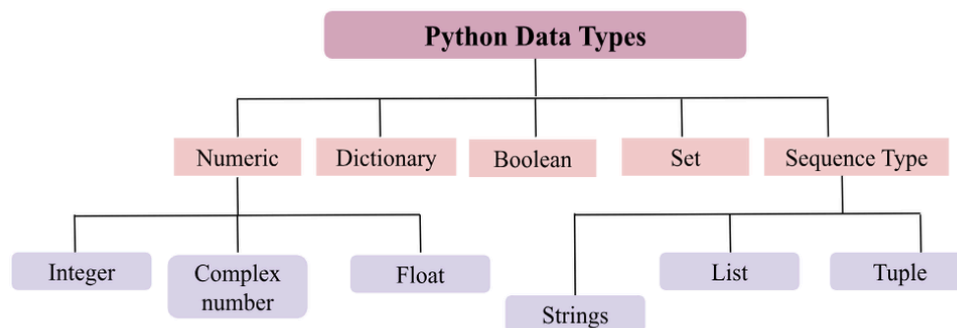 Python Data Types
Numeric
Dictionary
Boolean
Set
Sequence Type
Integer
Complex
number
Float
Strings
List
Tuple